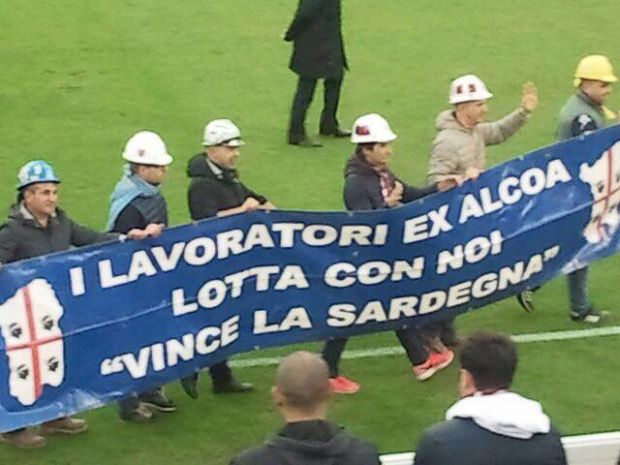 I LAVORATORI EX ALCOA
LOTTA CON NOI
"VINCE LA SARDEGNA"